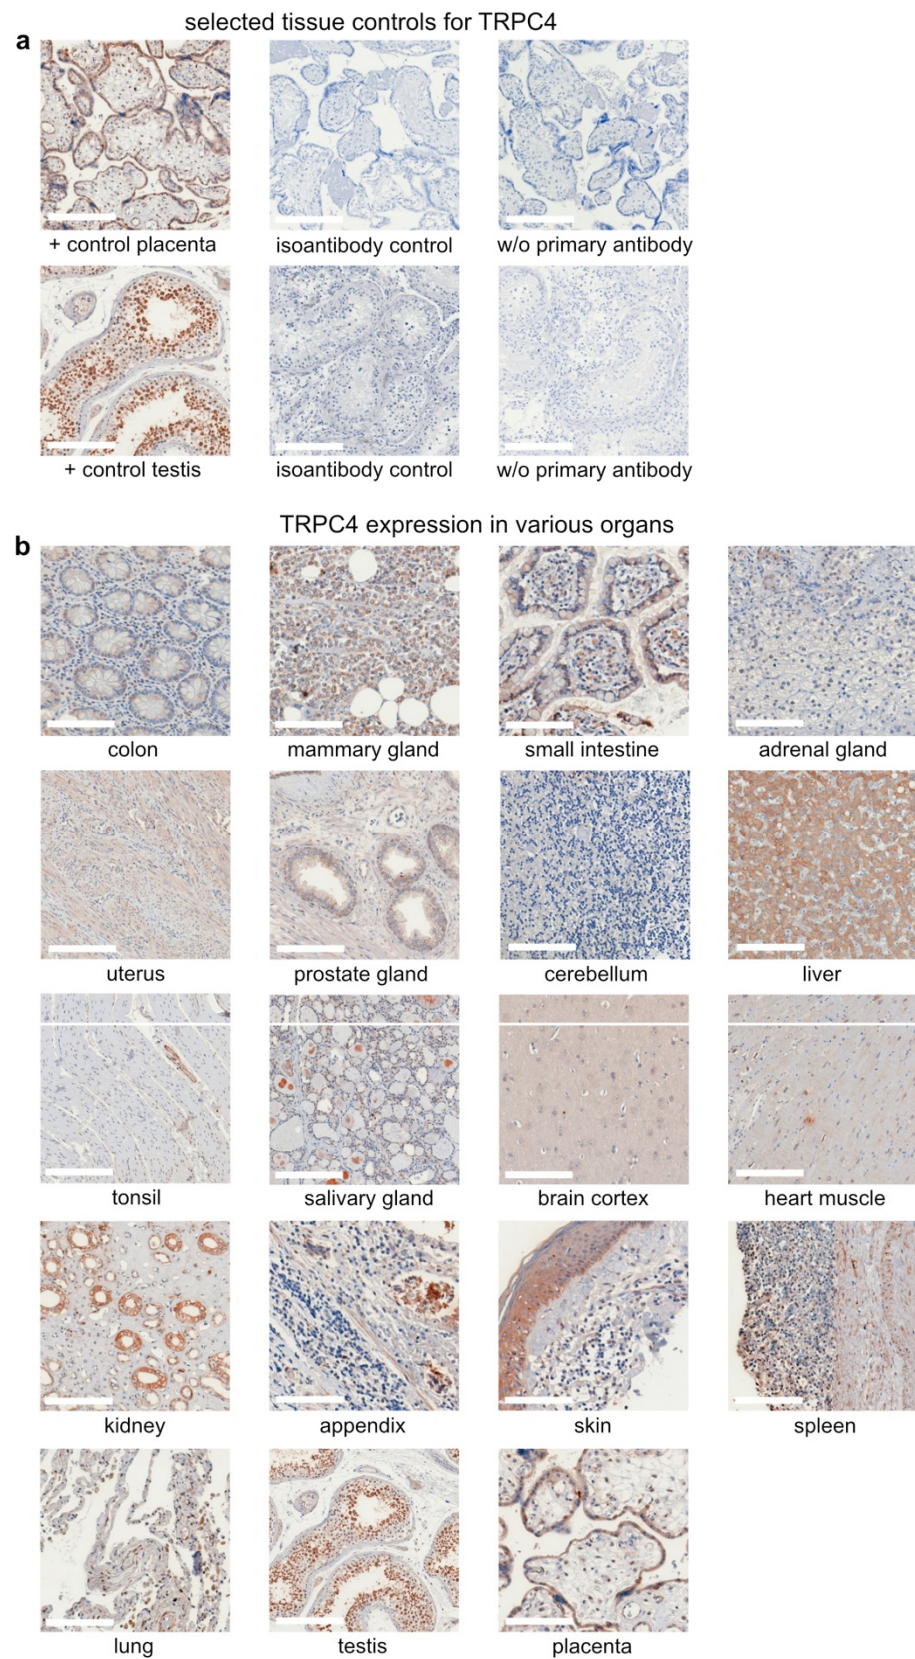 selected tissue controls for TRPC4
a
+ control placenta
isoantibody control
w/o primary antibody
+ control testis
isoantibody control
w/o primary antibody
TRPC4 expression in various organs
b
colon
mammary gland
small intestine
adrenal gland
uterus
prostate gland
cerebellum
liver
tonsil
salivary gland
brain cortex
heart muscle
kidney
appendix
skin
spleen
lung
testis
placenta